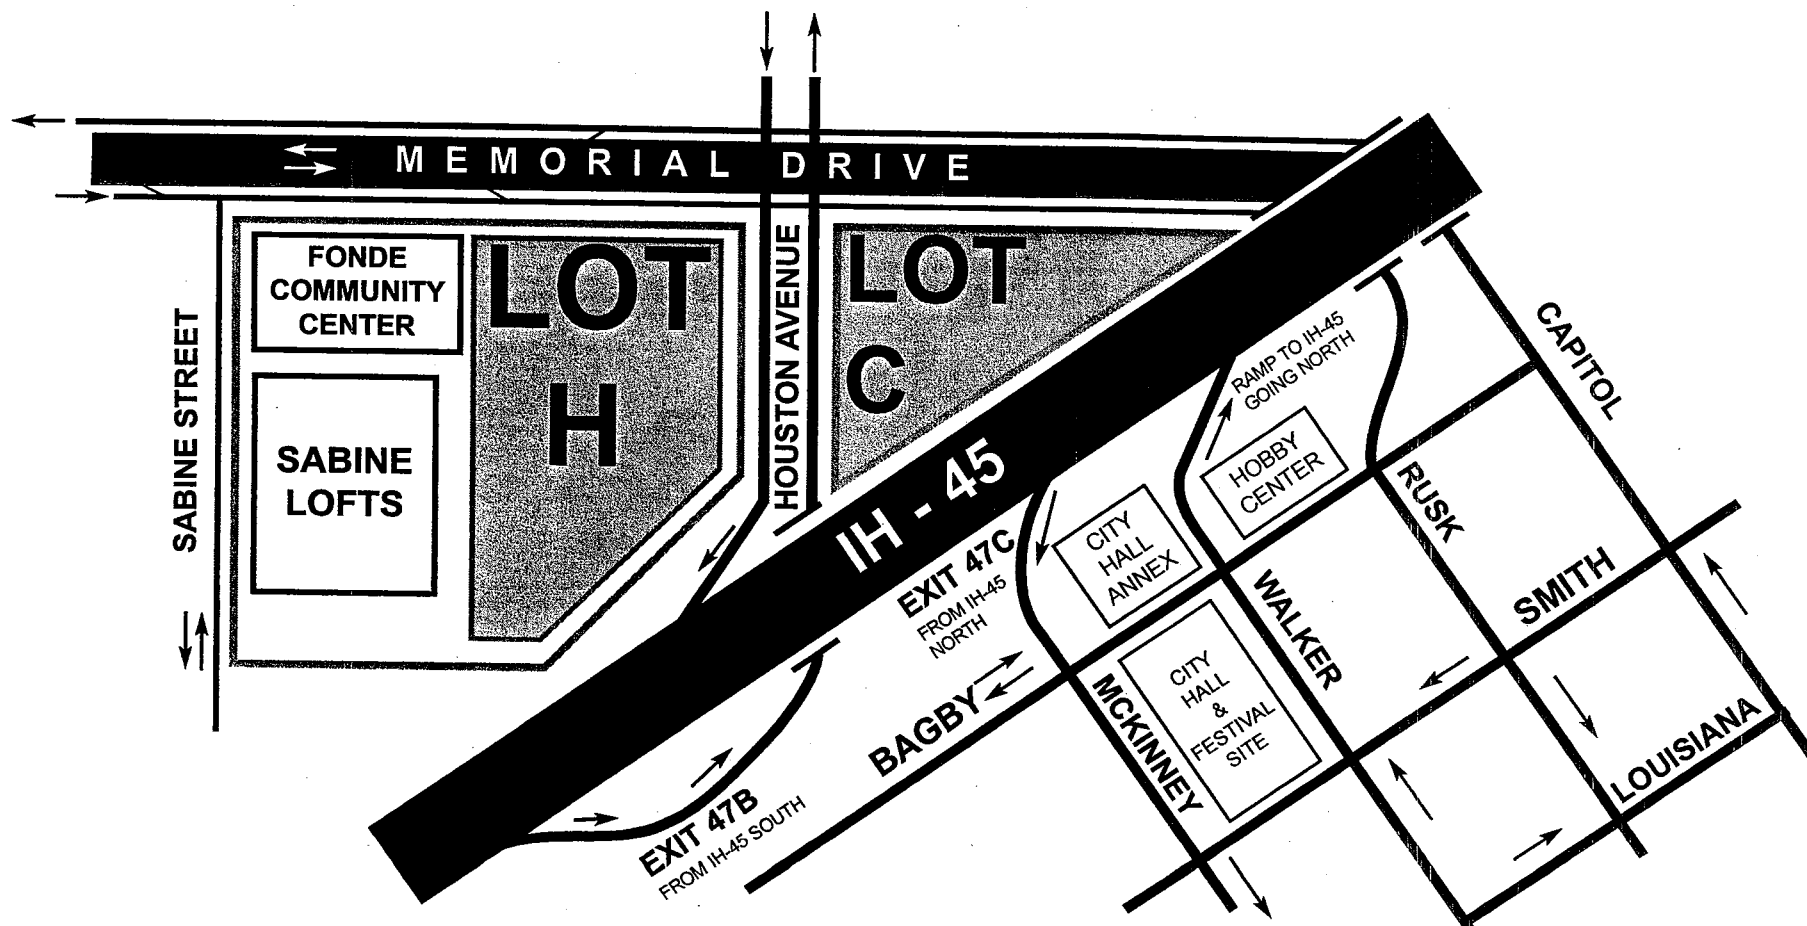 MEMORIAL DRIVE
FONDE
COMMUNITY
CENTER
LOT
H
HOUSTON AVENUE
LOT
C
SABINE STREET
SABINE
LOFTS
IH - 45
RAMP TO IH-45
GOING NORTH
CAPITOL
HOBBY
CENTER
RUSK
EXIT 47C
FROM IH-45
NORTH
CITY
HALL
ANNEX
WALKER
SMITH
BAGBY
MCKINNEY
CITY
HALL
&
FESTIVAL
SITE
LOUISIANA
EXIT 47B
FROM IH-45 SOUTH